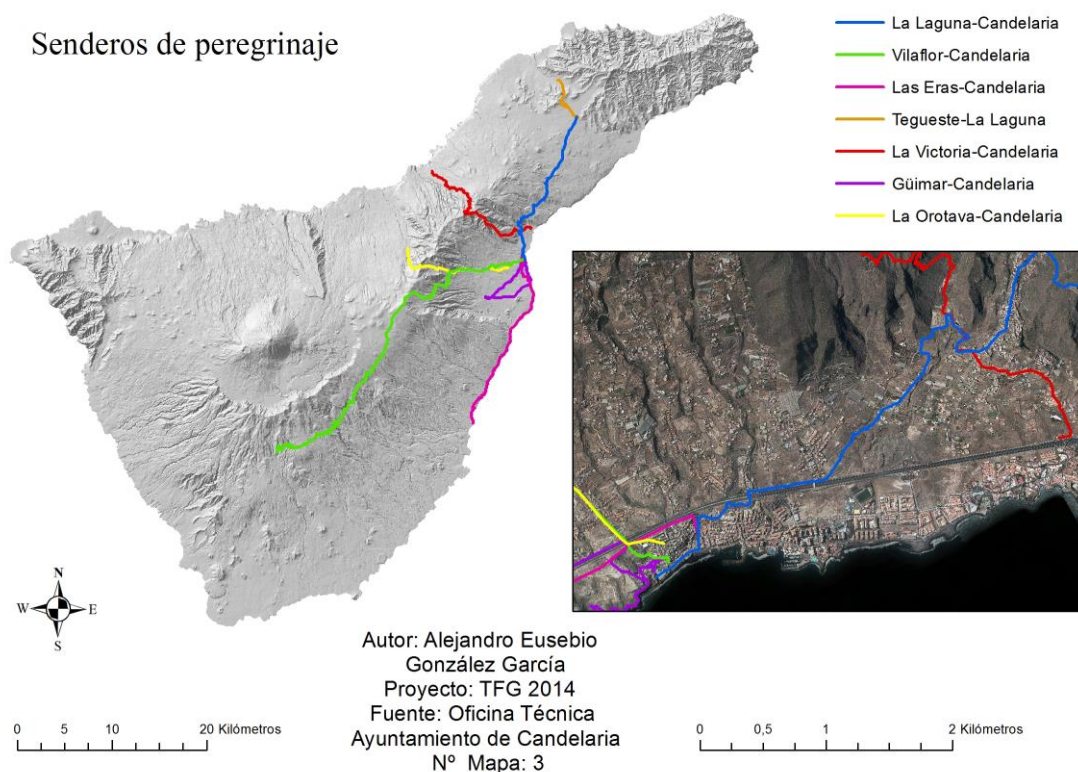 Senderos de peregrinaje
La Laguna-Candelaria
Vilaflor-Candelaria
Las Eras-Candelaria
Tegueste-La Laguna
La Victoria-Candelaria
Güimar-Candelaria
La Orotava-Candelaria
N
W E
S
Autor: Alejandro Eusebio
González García
Proyecto: TFG 2014
Fuente: Oficina Técnica
Ayuntamiento de Candelaria
Nº Mapa: 3
0 5 10 20 Kilómetros
0 0,5 1 2 Kilómetros